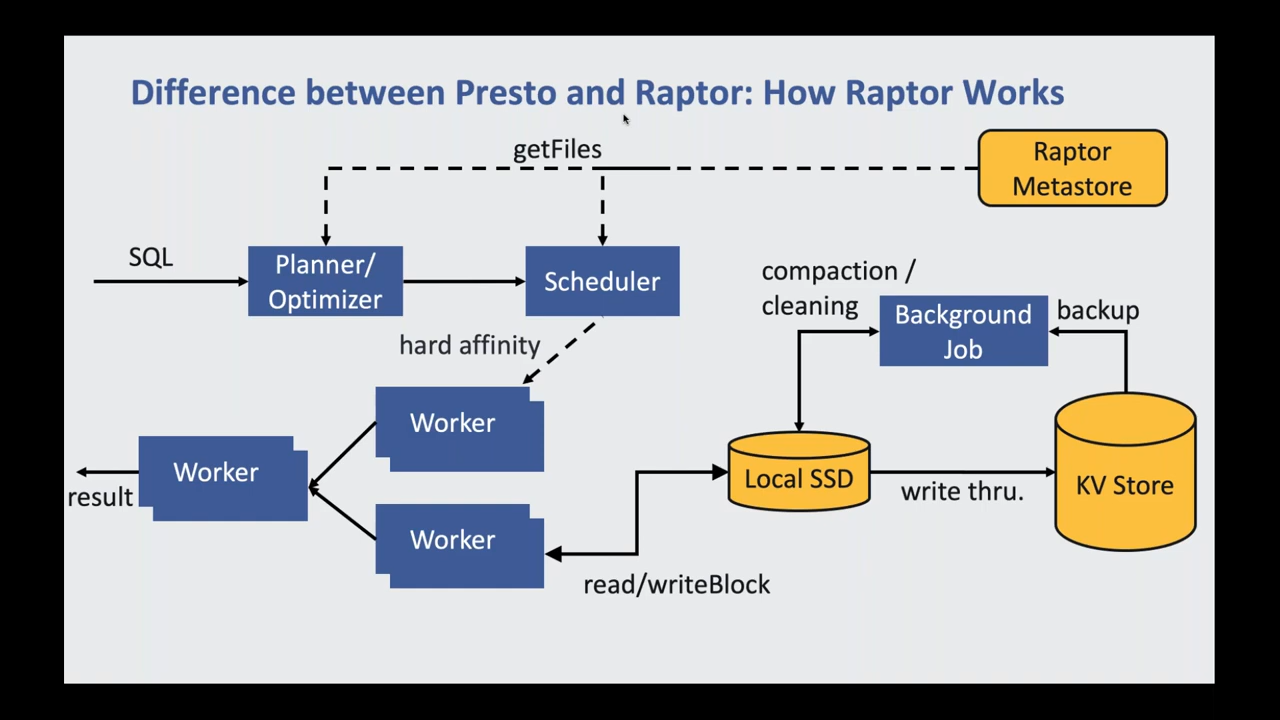 Difference between Presto and Raptor: How Raptor Works
getFiles
Raptor
Metastore
SQL
Planner/
Optimizer
Scheduler
compaction /
cleaning
Background
Job
backup
hard affinity
Worker
Worker
result
Local SSD
write thru.
KV Store
Worker
read/writeBlock